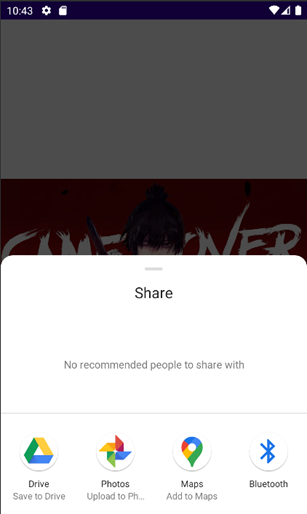 10:43
Share
No recommended people to share with
Drive
Save to Drive
Photos
Upload to Ph...
Maps
Add to Maps
Bluetooth